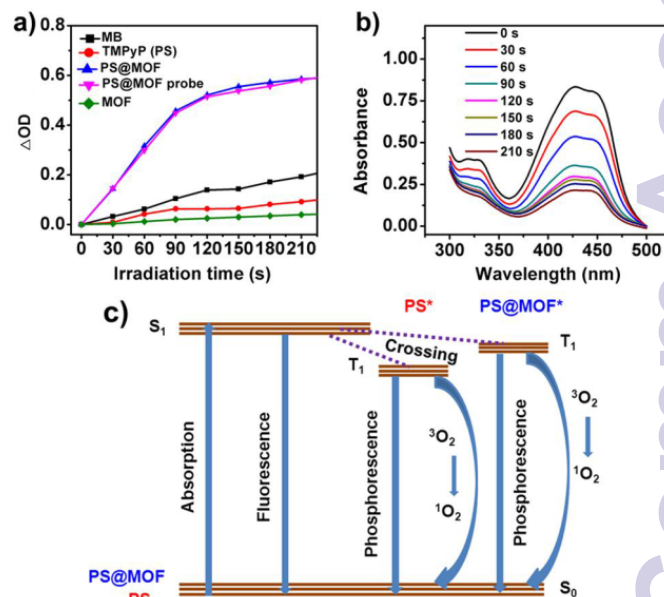 a)
△OD
0.8
0.6
0.4
0.2
0.0
MB
TMPyP (PS)
PS@MOF
PS@MOF probe
MOF
0 30 60 90 120 150 180 210
Irradiation time (s)
b)
Absorbance
1.00
0.75
0.50
0.25
0.00
0 s
30 s
60 s
90 s
120 s
150 s
180 s
210 s
300 350 400 450 500
Wavelength (nm)
c)
PS* PS@MOF*
S1
T1
Crossing
T1
Absorption
Fluorescence
Phosphorescence
3O2
1O2
Phosphorescence
3O2
1O2
PS@MOF
PS
S0